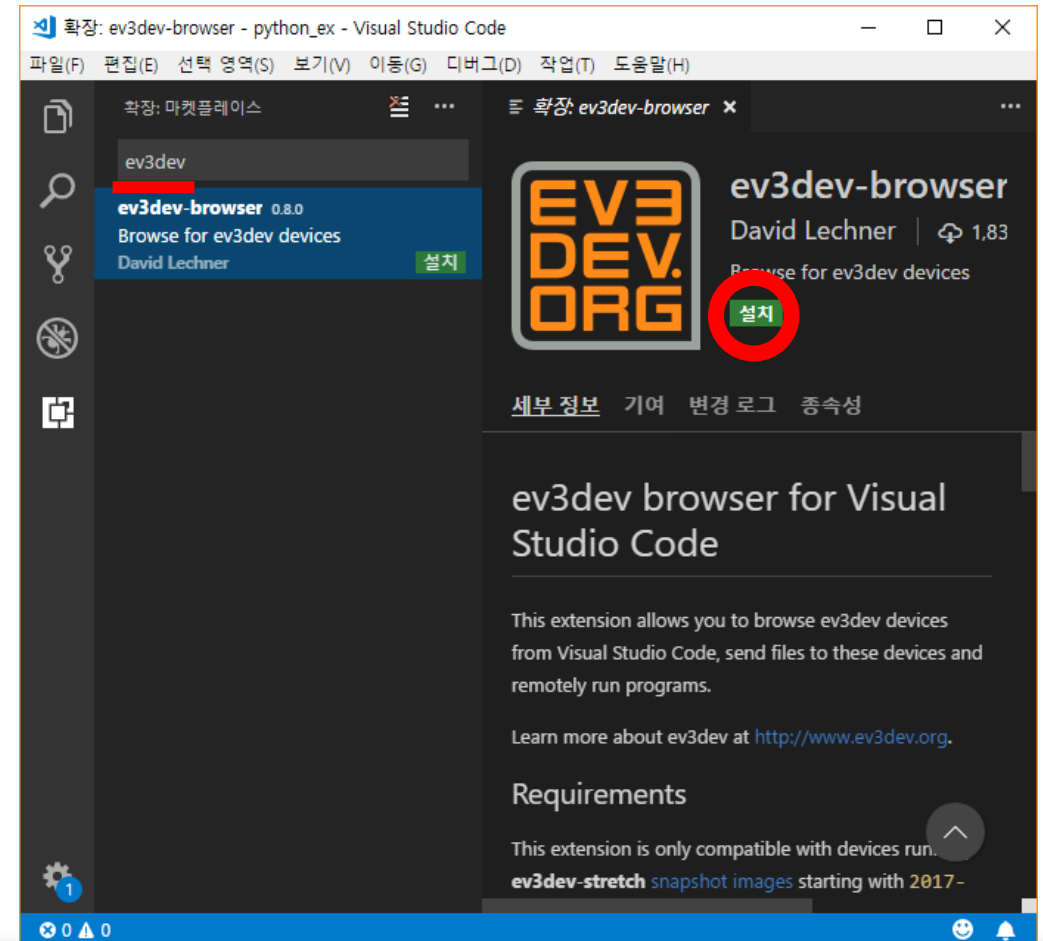 확장: ev3dev-browser - python_ex - Visual Studio Code
파일(F) 편집(E) 선택 영역(S) 보기(V) 이동(G) 디버그(D) 작업(T) 도움말(H)
확장: 마켓플레이스
ev3dev
ev3dev-browser 0.8.0
Browse for ev3dev devices
David Lechner 설치
확장: ev3dev-browser
EV3
DEV.
ORG
ev3dev-browser
David Lechner 1,83
Browse for ev3dev devices
설치
세부 정보 기여 변경 로그 종속성
ev3dev browser for Visual
Studio Code
This extension allows you to browse ev3dev devices
from Visual Studio Code, send files to these devices and
remotely run programs.
Learn more about ev3dev at http://www.ev3dev.org.
Requirements
This extension is only compatible with devices
ev3dev-stretch snapshot images starting with 2017-
1
0 0